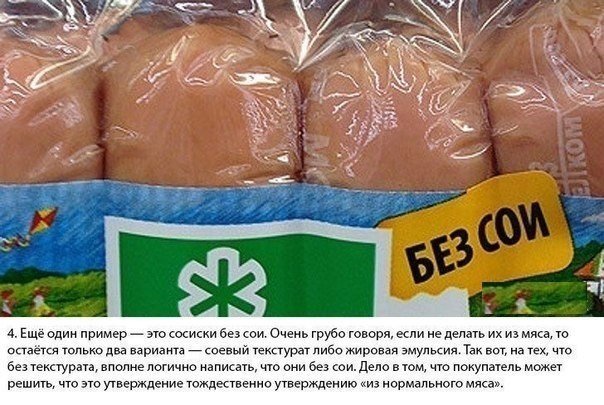 БЕЗ СОИ
4. Ещё один пример — это сосиски без сои. Очень грубо говоря, если не делать их из мяса, то
остаётся только два варианта — соевый текстурат либо жировая эмульсия. Так вот, на тех, что
без текстурата, вполне логично написать, что они без сои. Дело в том, что покупатель может
решить, что это утверждение тождественно утверждению «из нормального мяса».